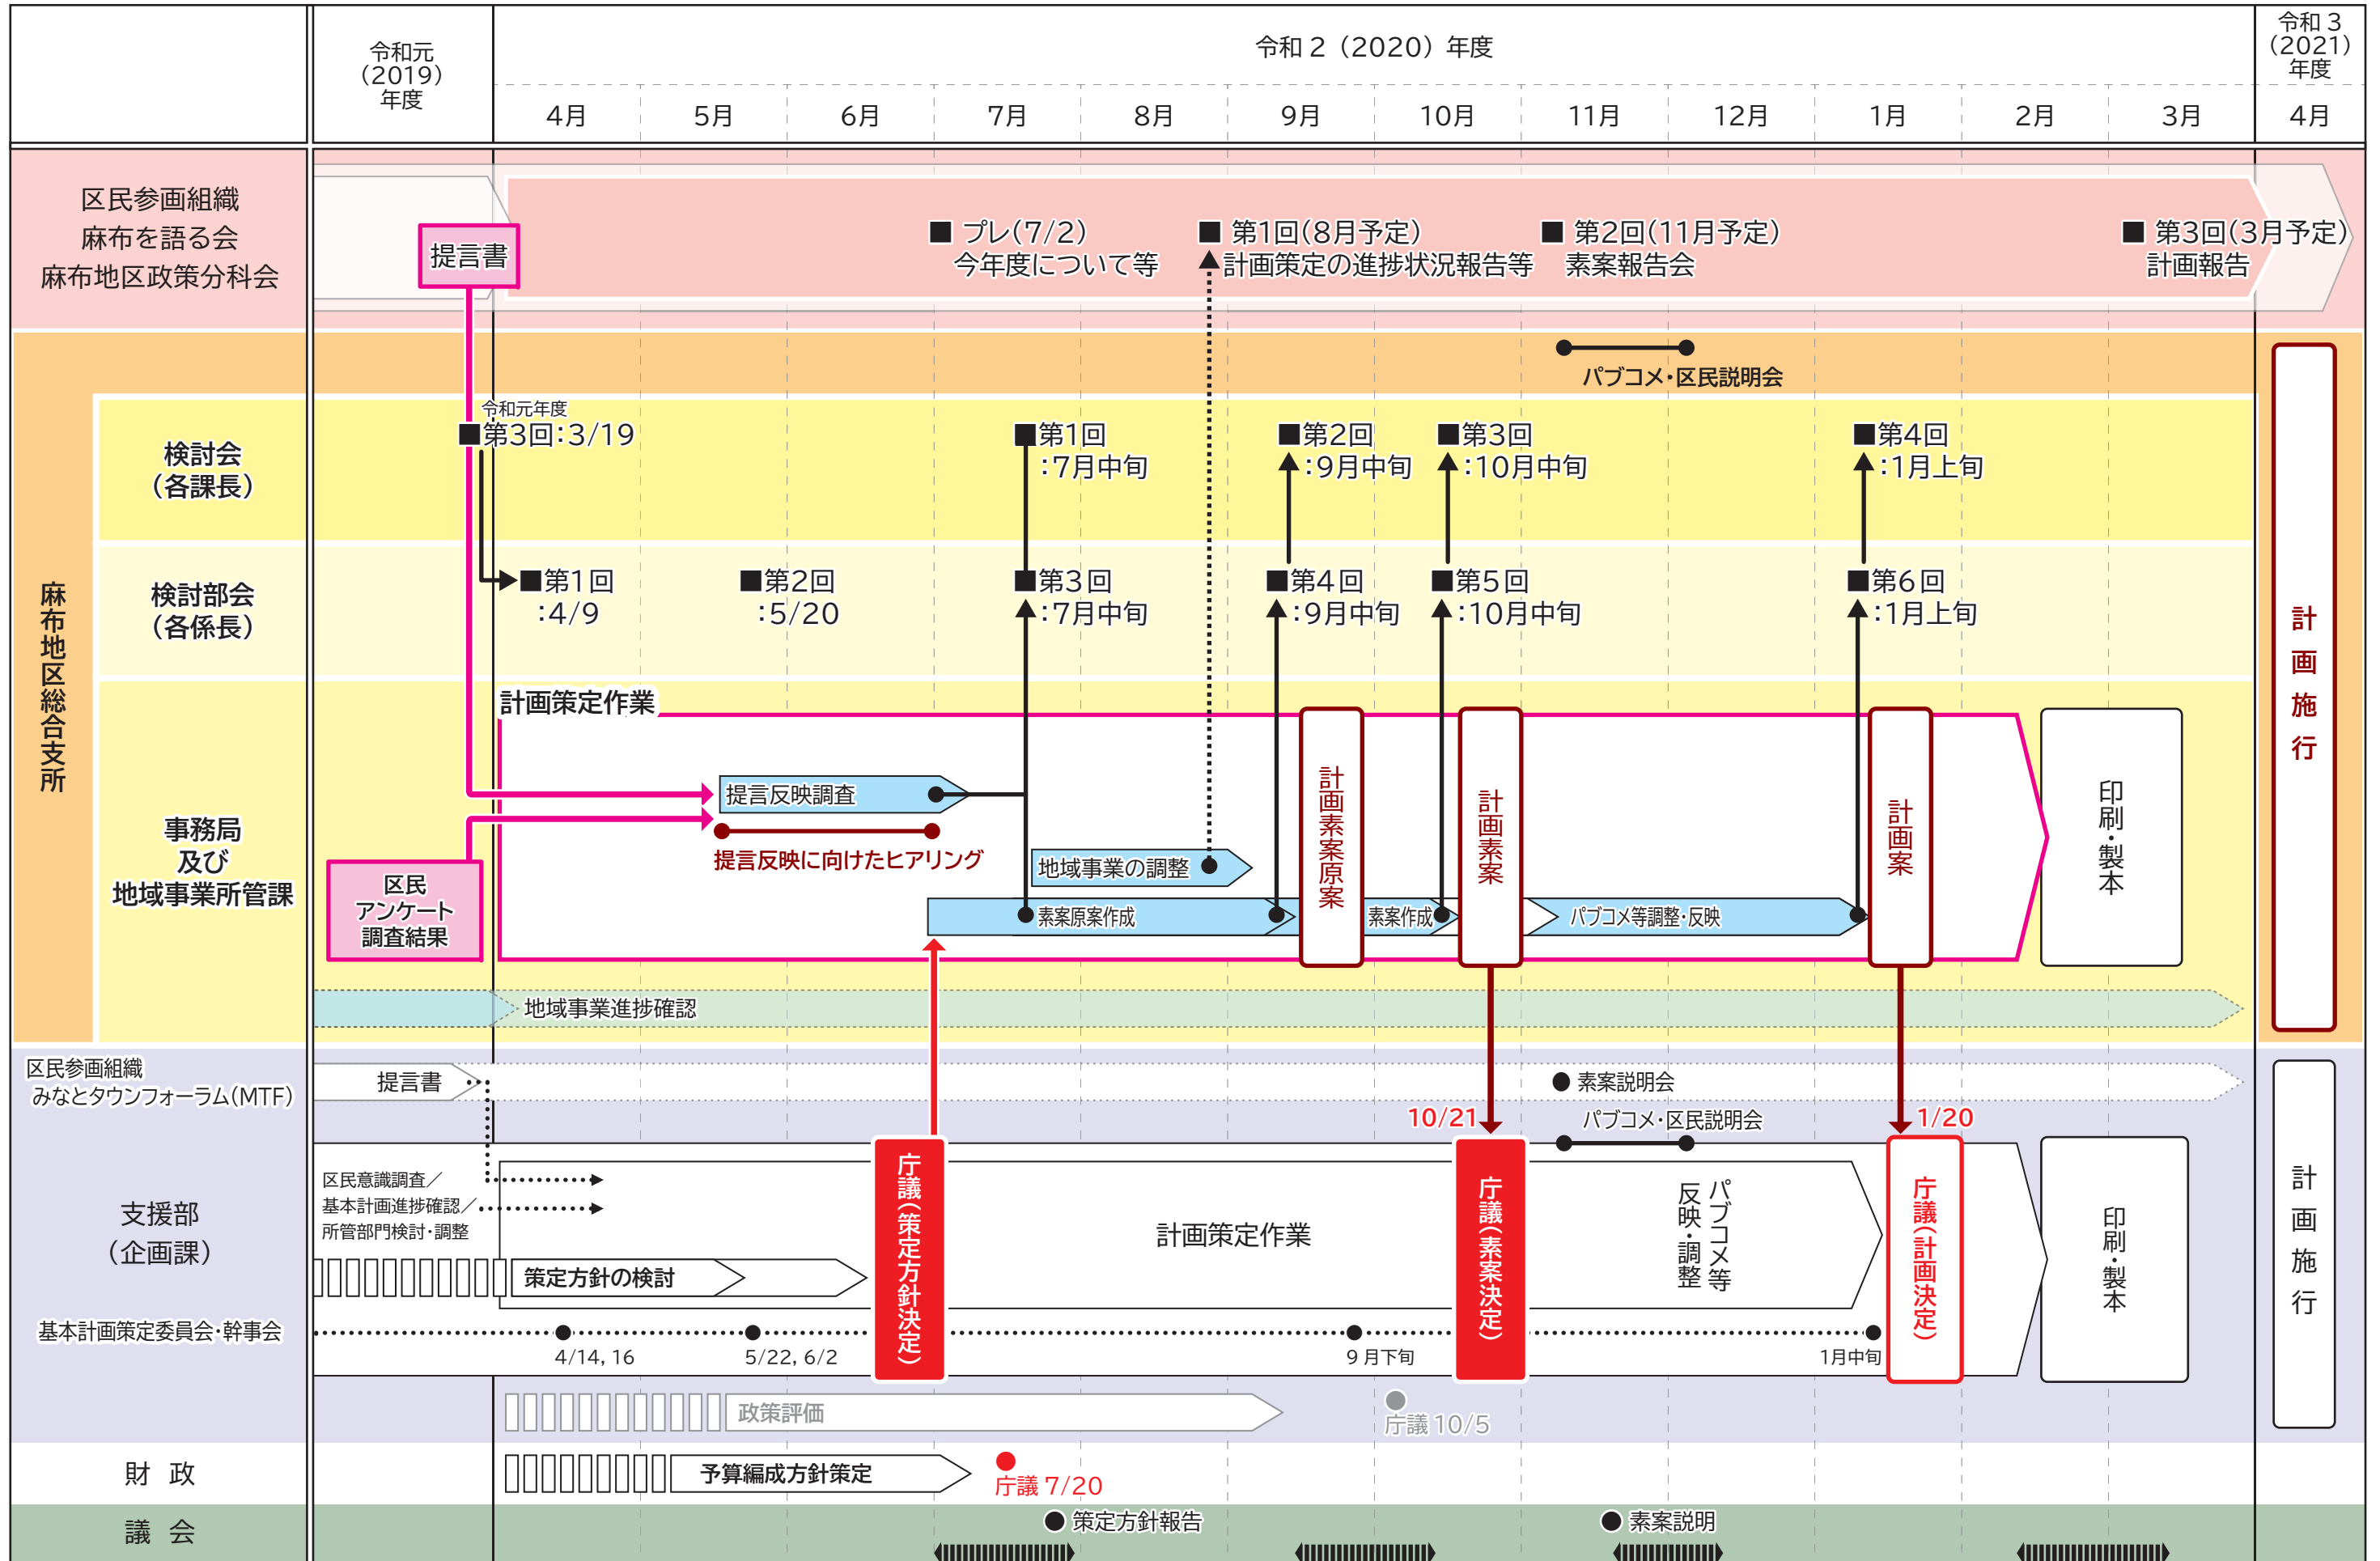 令和元
（2019）
年度
令和２（2020）年度
令和３
（2021）
年度
4月
5月
6月
7月
8月
9月
10月
11月
12月
1月
2月
3月
4月
区民参画組織
麻布を語る会
麻布地区政策分科会
提言書
■ プレ（7/2）
今年度について等
■ 第1回（8月予定）
計画策定の進捗状況報告等
■ 第2回（11月予定）
素案報告会
■ 第3回（3月予定）
計画報告
パブコメ・区民説明会
麻布地区総合支所
検討会
（各課長）
令和元年度
■第3回：3/19
■第1回
：7月中旬
■第2回
：9月中旬
■第3回
：10月中旬
■第4回
：1月上旬
検討部会
（各係長）
■第1回
：4/9
■第2回
：5/20
■第3回
：7月中旬
■第4回
：9月中旬
■第5回
：10月中旬
■第6回
：1月上旬
計画施行
事務局
及び
地域事業所管課
計画策定作業
提言反映調査
提言反映に向けたヒアリング
地域事業の調整
区民
アンケート
調査結果
素案原案作成
計画素案原案
素案作成
計画素案
パブコメ等調整・反映
計画案
印刷・製本
地域事業進捗確認
区民参画組織
みなとタウンフォーラム（MTF）
提言書
● 素案説明会
10/21
パブコメ・区民説明会
1/20
支援部
（企画課）
区民意識調査／
基本計画進捗確認／
所管部門検討・調整
策定方針の検討
庁議（策定方針決定）
計画策定作業
庁議（素案決定）
パブコメ等
反映・調整
庁議（計画決定）
印刷・製本
計画施行
基本計画策定委員会・幹事会
4/14，16
5/22，6/2
9月下旬
1月中旬
政策評価
庁議 10/5
財 政
予算編成方針策定
庁議 7/20
議 会
● 策定方針報告
● 素案説明